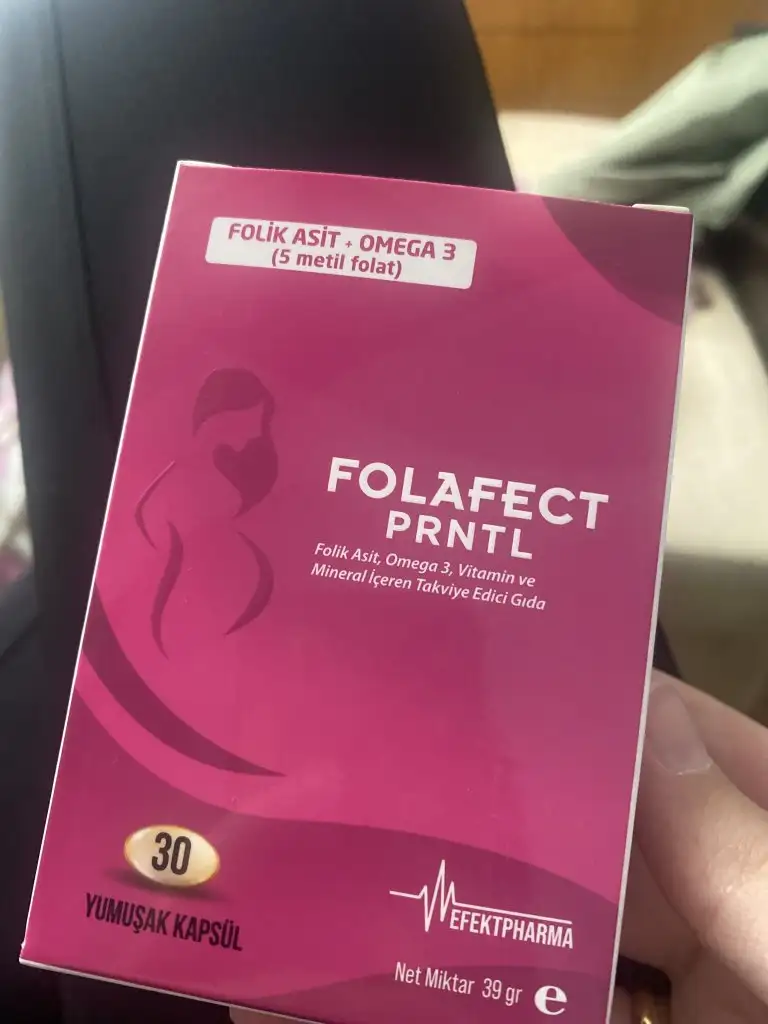 FOLİK ASİT + OMEGA 3
(5 metil folat)
FOLAFECT
PRNTL
Folik Asit, Omega 3, Vitamin ve
Mineral İçeren Takviye Edici Gıda
30
YUMUŞAK KAPSÜL
EFEKTPHARMA
Net Miktar 39 gr e